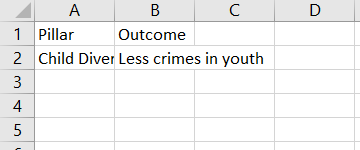 A B C D
1 Pillar Outcome
2 Child Diver Less crimes in youth
3
4
5